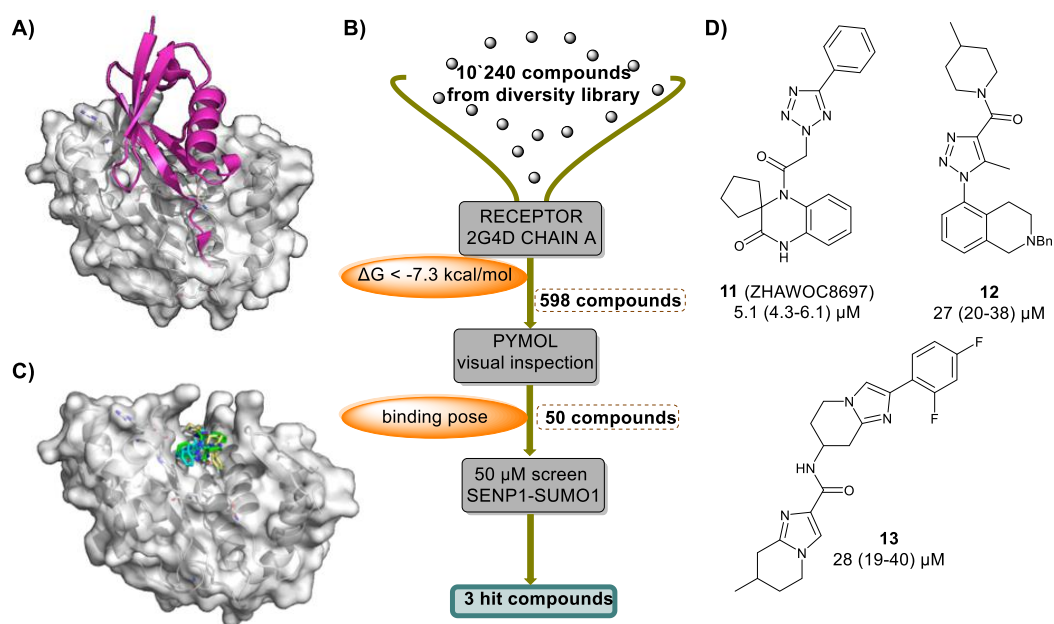 A)
B)
10`240 compounds
from diversity library
RECEPTOR
2G4D CHAIN A
ΔG < -7.3 kcal/mol
598 compounds
PYMOL
visual inspection
binding pose
50 compounds
50 µM screen
SENP1-SUMO1
3 hit compounds
C)
D)
N
N N
N
N
O
N
O
N
H
11 (ZHAWOC8697)
5.1 (4.3-6.1) µM
N
O
N
N
N
N
Bn
12
27 (20-38) µM
F
F
N
N
HN
O
N
N
13
28 (19-40) µM